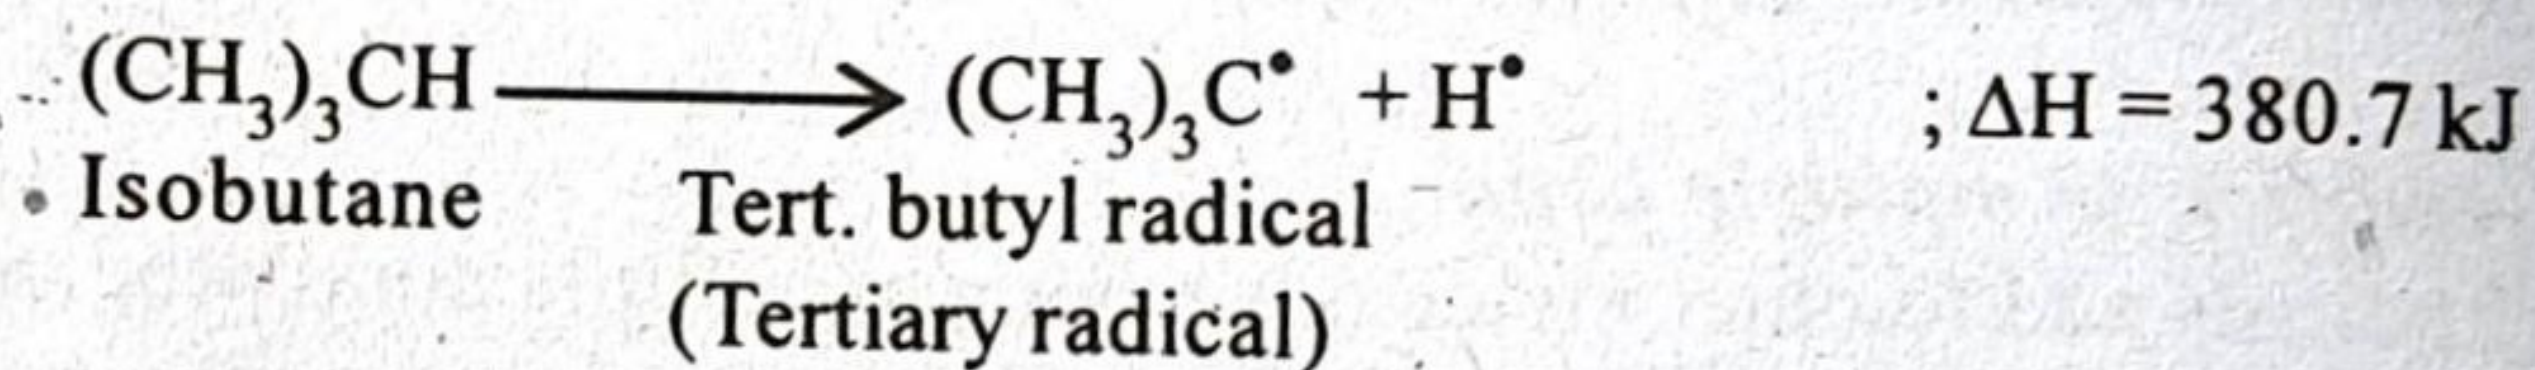 (CH₃)₃CH ⟶ (CH₃)₃C• + H• ; ΔH = 380.7 kJ
Isobutane Tert. butyl radical
(Tertiary radical)